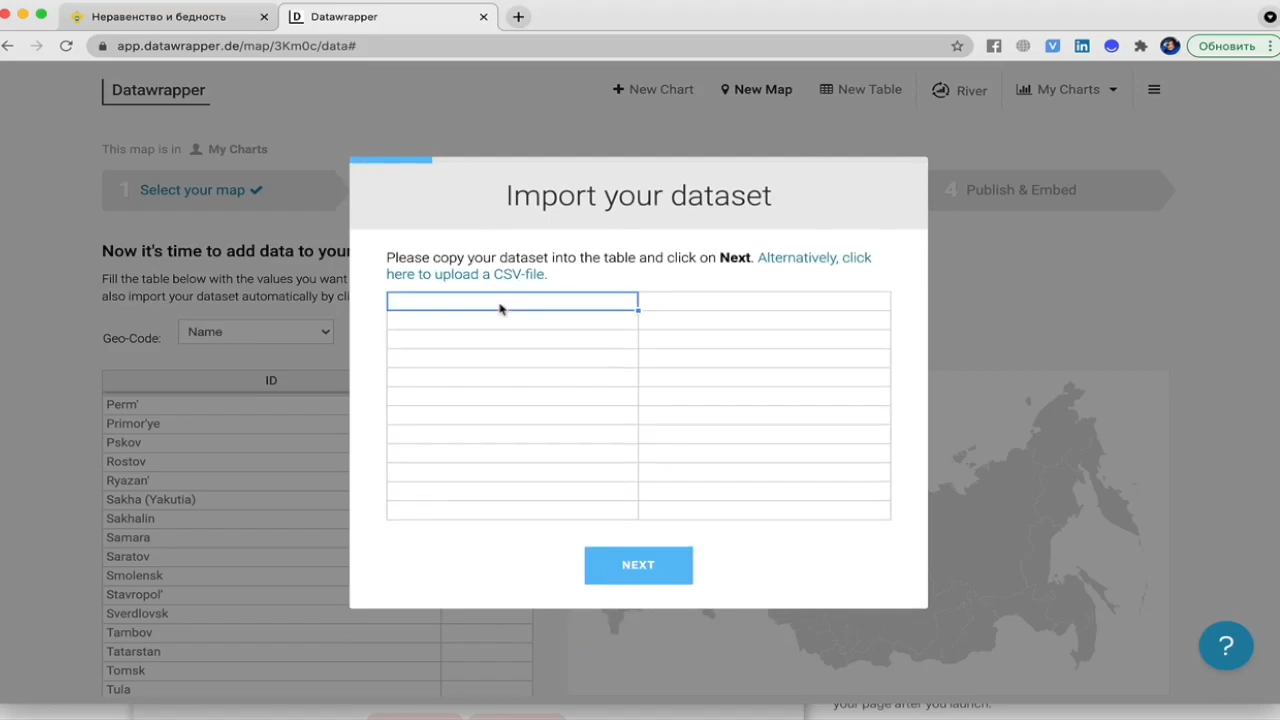 Неравенство и бедность
Datawrapper
app.datawrapper.de/map/3Km0c/data#
Обновить
Datawrapper
New Chart
New Map
New Table
River
My Charts
This map is in My Charts
1 Select your map
4 Publish & Embed
Import your dataset
Now it's time to add data to your
Fill the table below with the values you want
also import your dataset automatically by cli
Please copy your dataset into the table and click on Next. Alternatively, click
here to upload a CSV-file.
Geo-Code: Name
ID
Perm'
Primor'ye
Pskov
Rostov
Ryazan'
Sakha (Yakutia)
Sakhalin
Samara
Saratov
Smolensk
Stavropol'
Sverdlovsk
Tambov
Tatarstan
Tomsk
Tula
NEXT
?
your page after you launch.